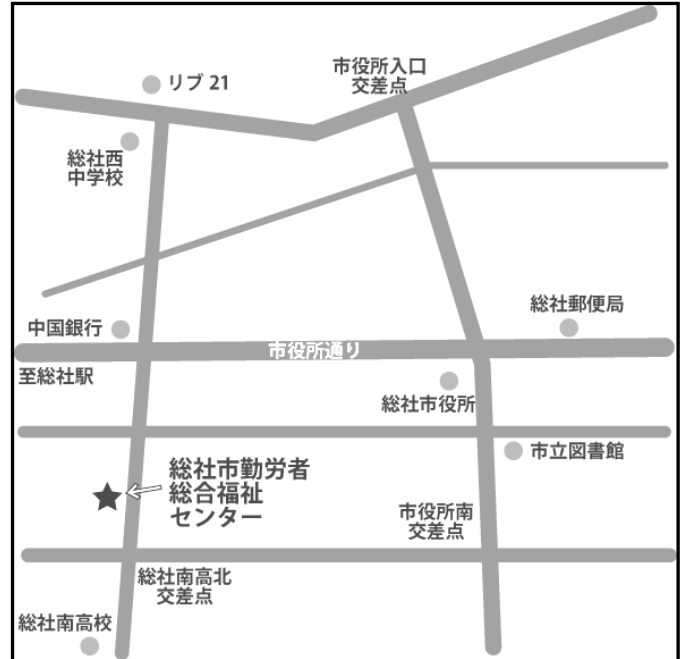 市役所入口
交差点
リブ 21
総社西
中学校
総社郵便局
中国銀行
市役所通り
至総社駅
総社市役所
市立図書館
総社市勤労者
総合福祉
センター
市役所南
交差点
総社南高北
交差点
総社南高校